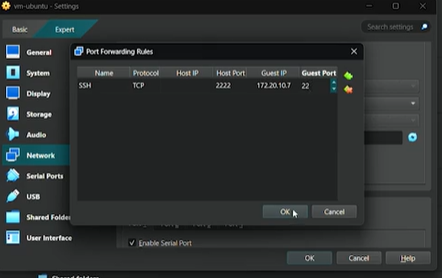 vm-ubuntu - Settings
Basic
Expert
Search settings
General
System
Display
Storage
Audio
Network
Serial Ports
USB
Shared Folder
User Interface
Port Forwarding Rules
Name Protocol Host IP Host Port Guest IP Guest Port
SSH TCP 2222 172.20.10.7 22
OK Cancel
Enable Serial Port
OK Cancel Help
Shared folders